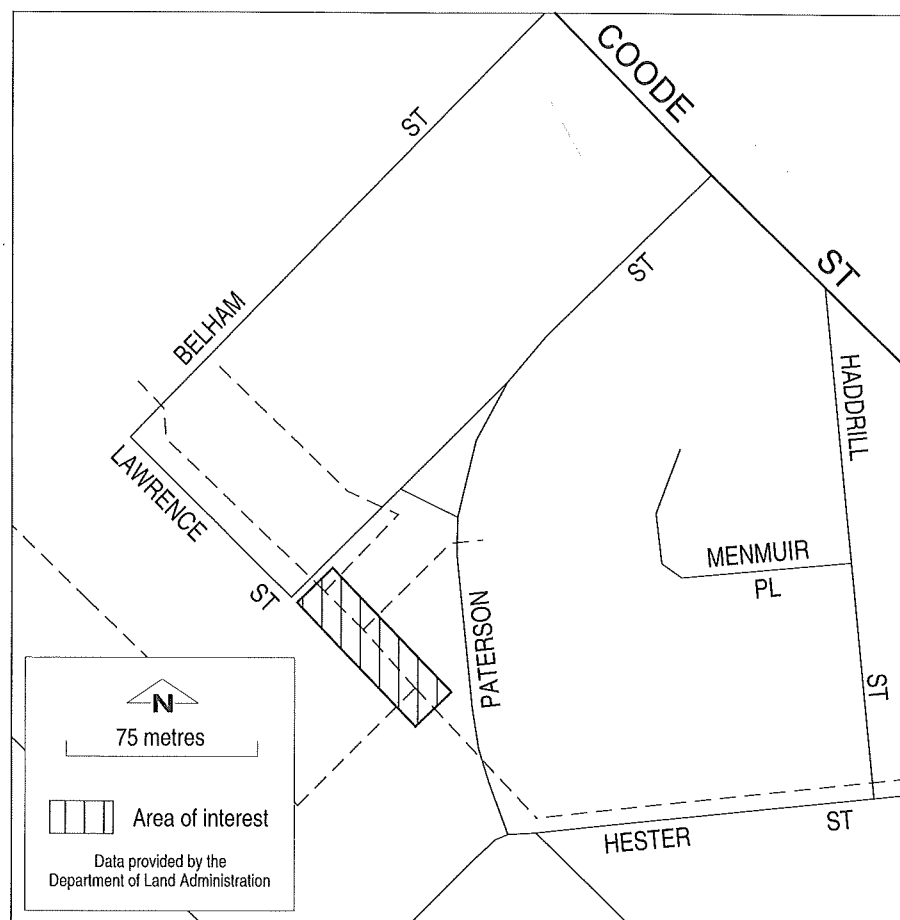 COODE
ST
ST
ST
BELHAM
HADDRILL
LAWRENCE
MENMUIR
PL
ST
PATERSON
ST
N
75 metres
Area of interest
HESTER
ST
Data provided by the
Department of Land Administration